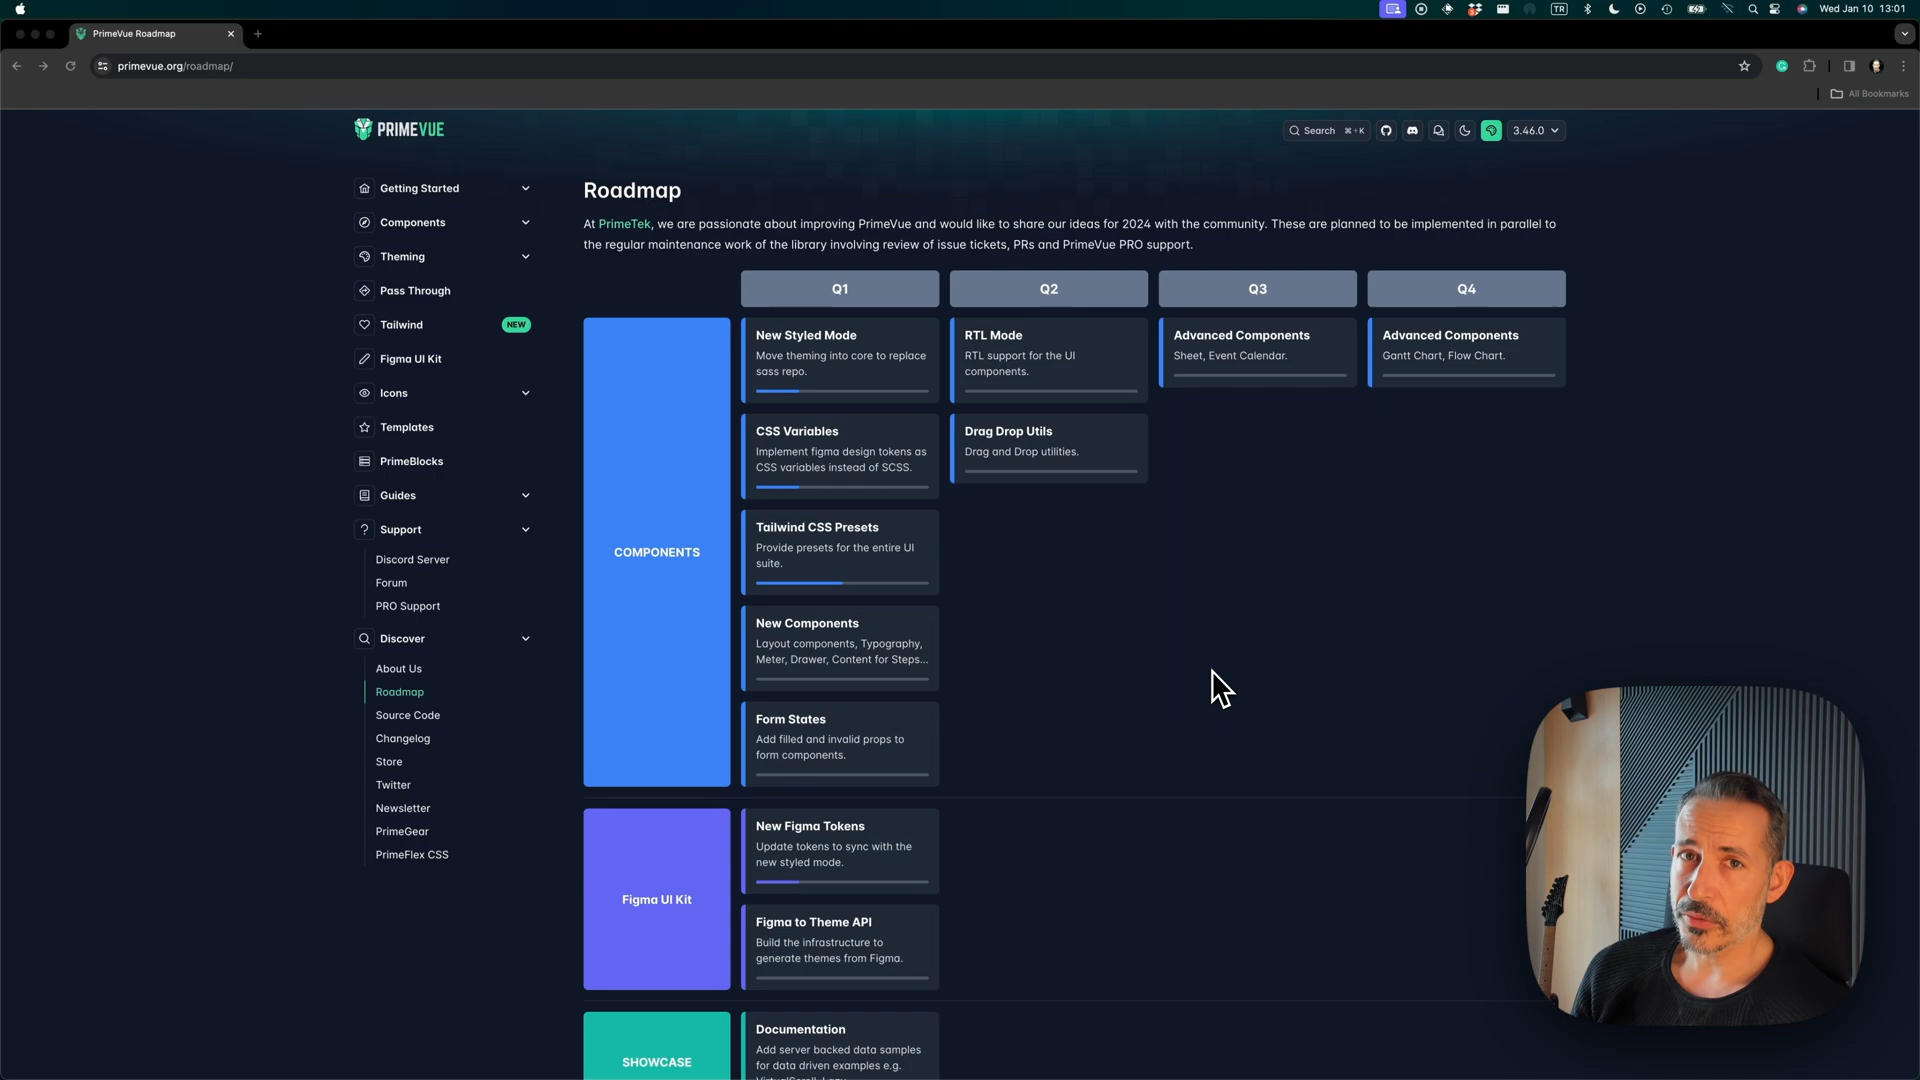 TR
Wed Jan 10 13:01
PrimeVue Roadmap
primevue.org/roadmap/
All Bookmarks
PRIMEVUE
Search ⌘+K
3.46.0
Getting Started
Components
Theming
Pass Through
Tailwind NEW
Figma UI Kit
Icons
Templates
PrimeBlocks
Guides
Support
Discord Server
Forum
PRO Support
Discover
About Us
Roadmap
Source Code
Changelog
Store
Twitter
Newsletter
PrimeGear
PrimeFlex CSS
Roadmap
At PrimeTek, we are passionate about improving PrimeVue and would like to share our ideas for 2024 with the community. These are planned to be implemented in parallel to
the regular maintenance work of the library involving review of issue tickets, PRs and PrimeVue PRO support.
Q1 Q2 Q3 Q4
COMPONENTS
New Styled Mode
Move theming into core to replace
sass repo.
CSS Variables
Implement figma design tokens as
CSS variables instead of SCSS.
Tailwind CSS Presets
Provide presets for the entire UI
suite.
New Components
Layout components, Typography,
Meter, Drawer, Content for Steps...
Form States
Add filled and invalid props to
form components.
RTL Mode
RTL support for the UI
components.
Drag Drop Utils
Drag and Drop utilities.
Advanced Components
Sheet, Event Calendar.
Advanced Components
Gantt Chart, Flow Chart.
Figma UI Kit
New Figma Tokens
Update tokens to sync with the
new styled mode.
Figma to Theme API
Build the infrastructure to
generate themes from Figma.
SHOWCASE
Documentation
Add server backed data samples
for data driven examples e.g.
VirtualScroll, Lazy